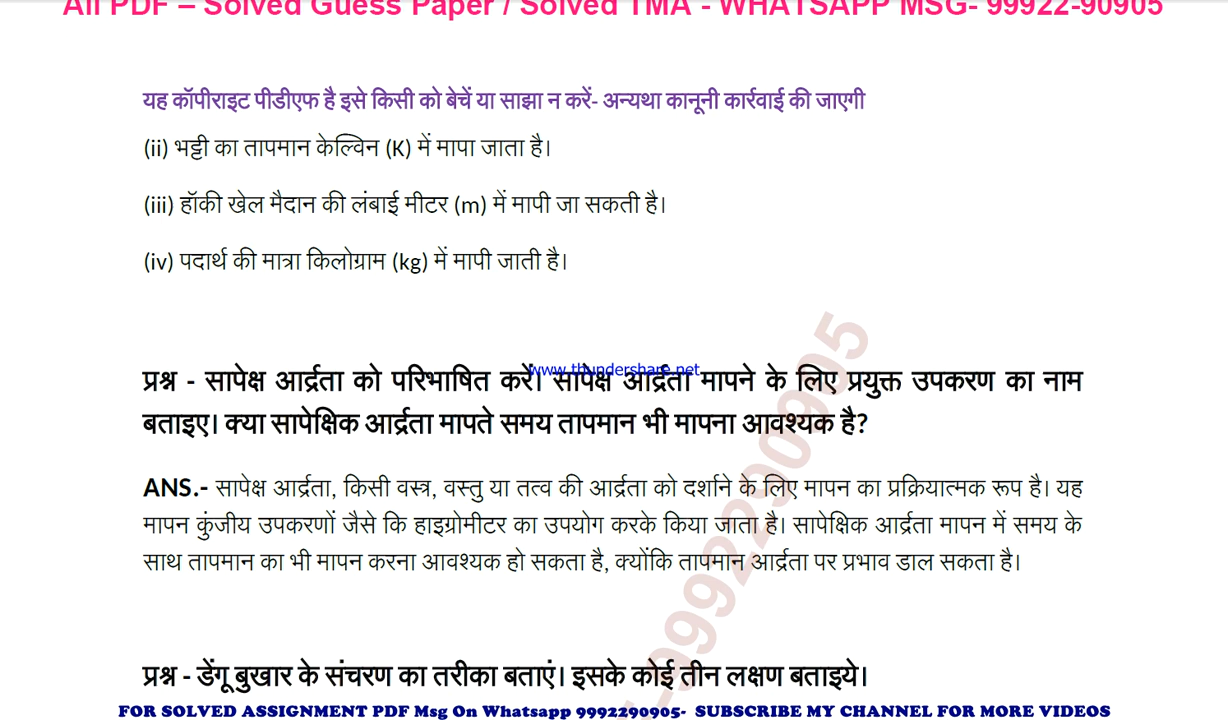 All PDF – Solved Guess Paper / Solved TMA - WHATSAPP MSG- 99922-90905
यह कॉपीराइट पीडीएफ है इसे किसी को बेचें या साझा न करें- अन्यथा कानूनी कार्रवाई की जाएगी
(ii) भट्टी का तापमान केल्विन (K) में मापा जाता है।
(iii) हॉकी खेल मैदान की लंबाई मीटर (m) में मापी जा सकती है।
(iv) पदार्थ की मात्रा किलोग्राम (kg) में मापी जाती है।
www.thundershare.net
प्रश्न - सापेक्ष आर्द्रता को परिभाषित करें। सापेक्ष आर्द्रता मापने के लिए प्रयुक्त उपकरण का नाम
बताइए। क्या सापेक्षिक आर्द्रता मापते समय तापमान भी मापना आवश्यक है?
ANS.- सापेक्ष आर्द्रता, किसी वस्त्र, वस्तु या तत्व की आर्द्रता को दर्शाने के लिए मापन का प्रक्रियात्मक रूप है। यह
मापन कुंजीय उपकरणों जैसे कि हाइग्रोमीटर का उपयोग करके किया जाता है। सापेक्षिक आर्द्रता मापन में समय के
साथ तापमान का भी मापन करना आवश्यक हो सकता है, क्योंकि तापमान आर्द्रता पर प्रभाव डाल सकता है।
-9992290905
प्रश्न - डेंगू बुखार के संचरण का तरीका बताएं। इसके कोई तीन लक्षण बताइये।
FOR SOLVED ASSIGNMENT PDF Msg On Whatsapp 9992290905- SUBSCRIBE MY CHANNEL FOR MORE VIDEOS